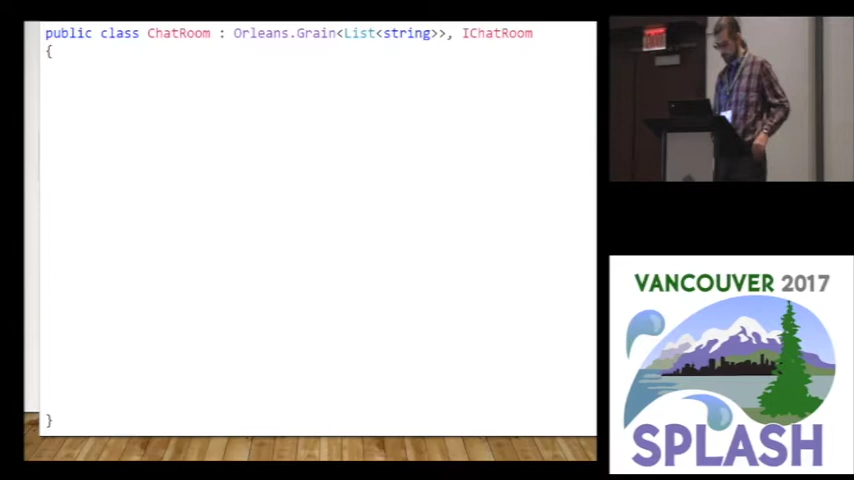 public class ChatRoom : Orleans.Grain<List<string>>, IChatRoom
{
}
VANCOUVER 2017
SPLASH